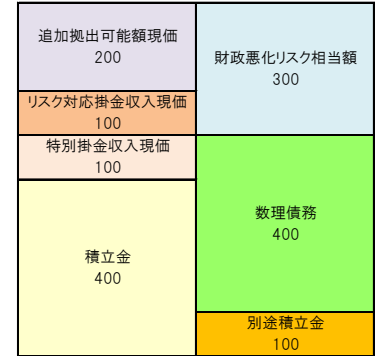 追加拠出可能額現価
200
リスク対応掛金収入現価
100
特別掛金収入現価
100
積立金
400
財政悪化リスク相当額
300
数理債務
400
別途積立金
100